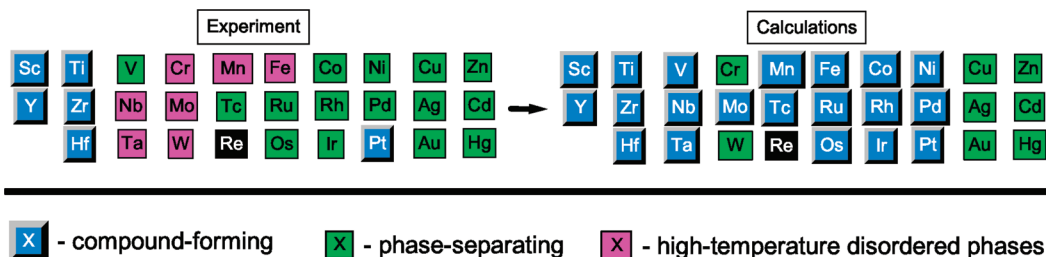 Experiment Calculations
Sc Ti V Cr Mn Fe Co Ni Cu Zn Sc Ti V Cr Mn Fe Co Ni Cu Zn
Y Zr Nb Mo Tc Ru Rh Pd Ag Cd Y Zr Nb Mo Tc Ru Rh Pd Ag Cd
Hf Ta W Re Os Ir Pt Au Hg Hf Ta W Re Os Ir Pt Au Hg
X - compound-forming X - phase-separating X - high-temperature disordered phases